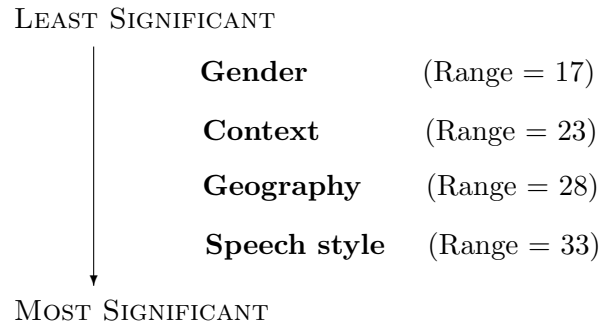 LEAST SIGNIFICANT
Gender (Range = 17)
Context (Range = 23)
Geography (Range = 28)
Speech style (Range = 33)
MOST SIGNIFICANT